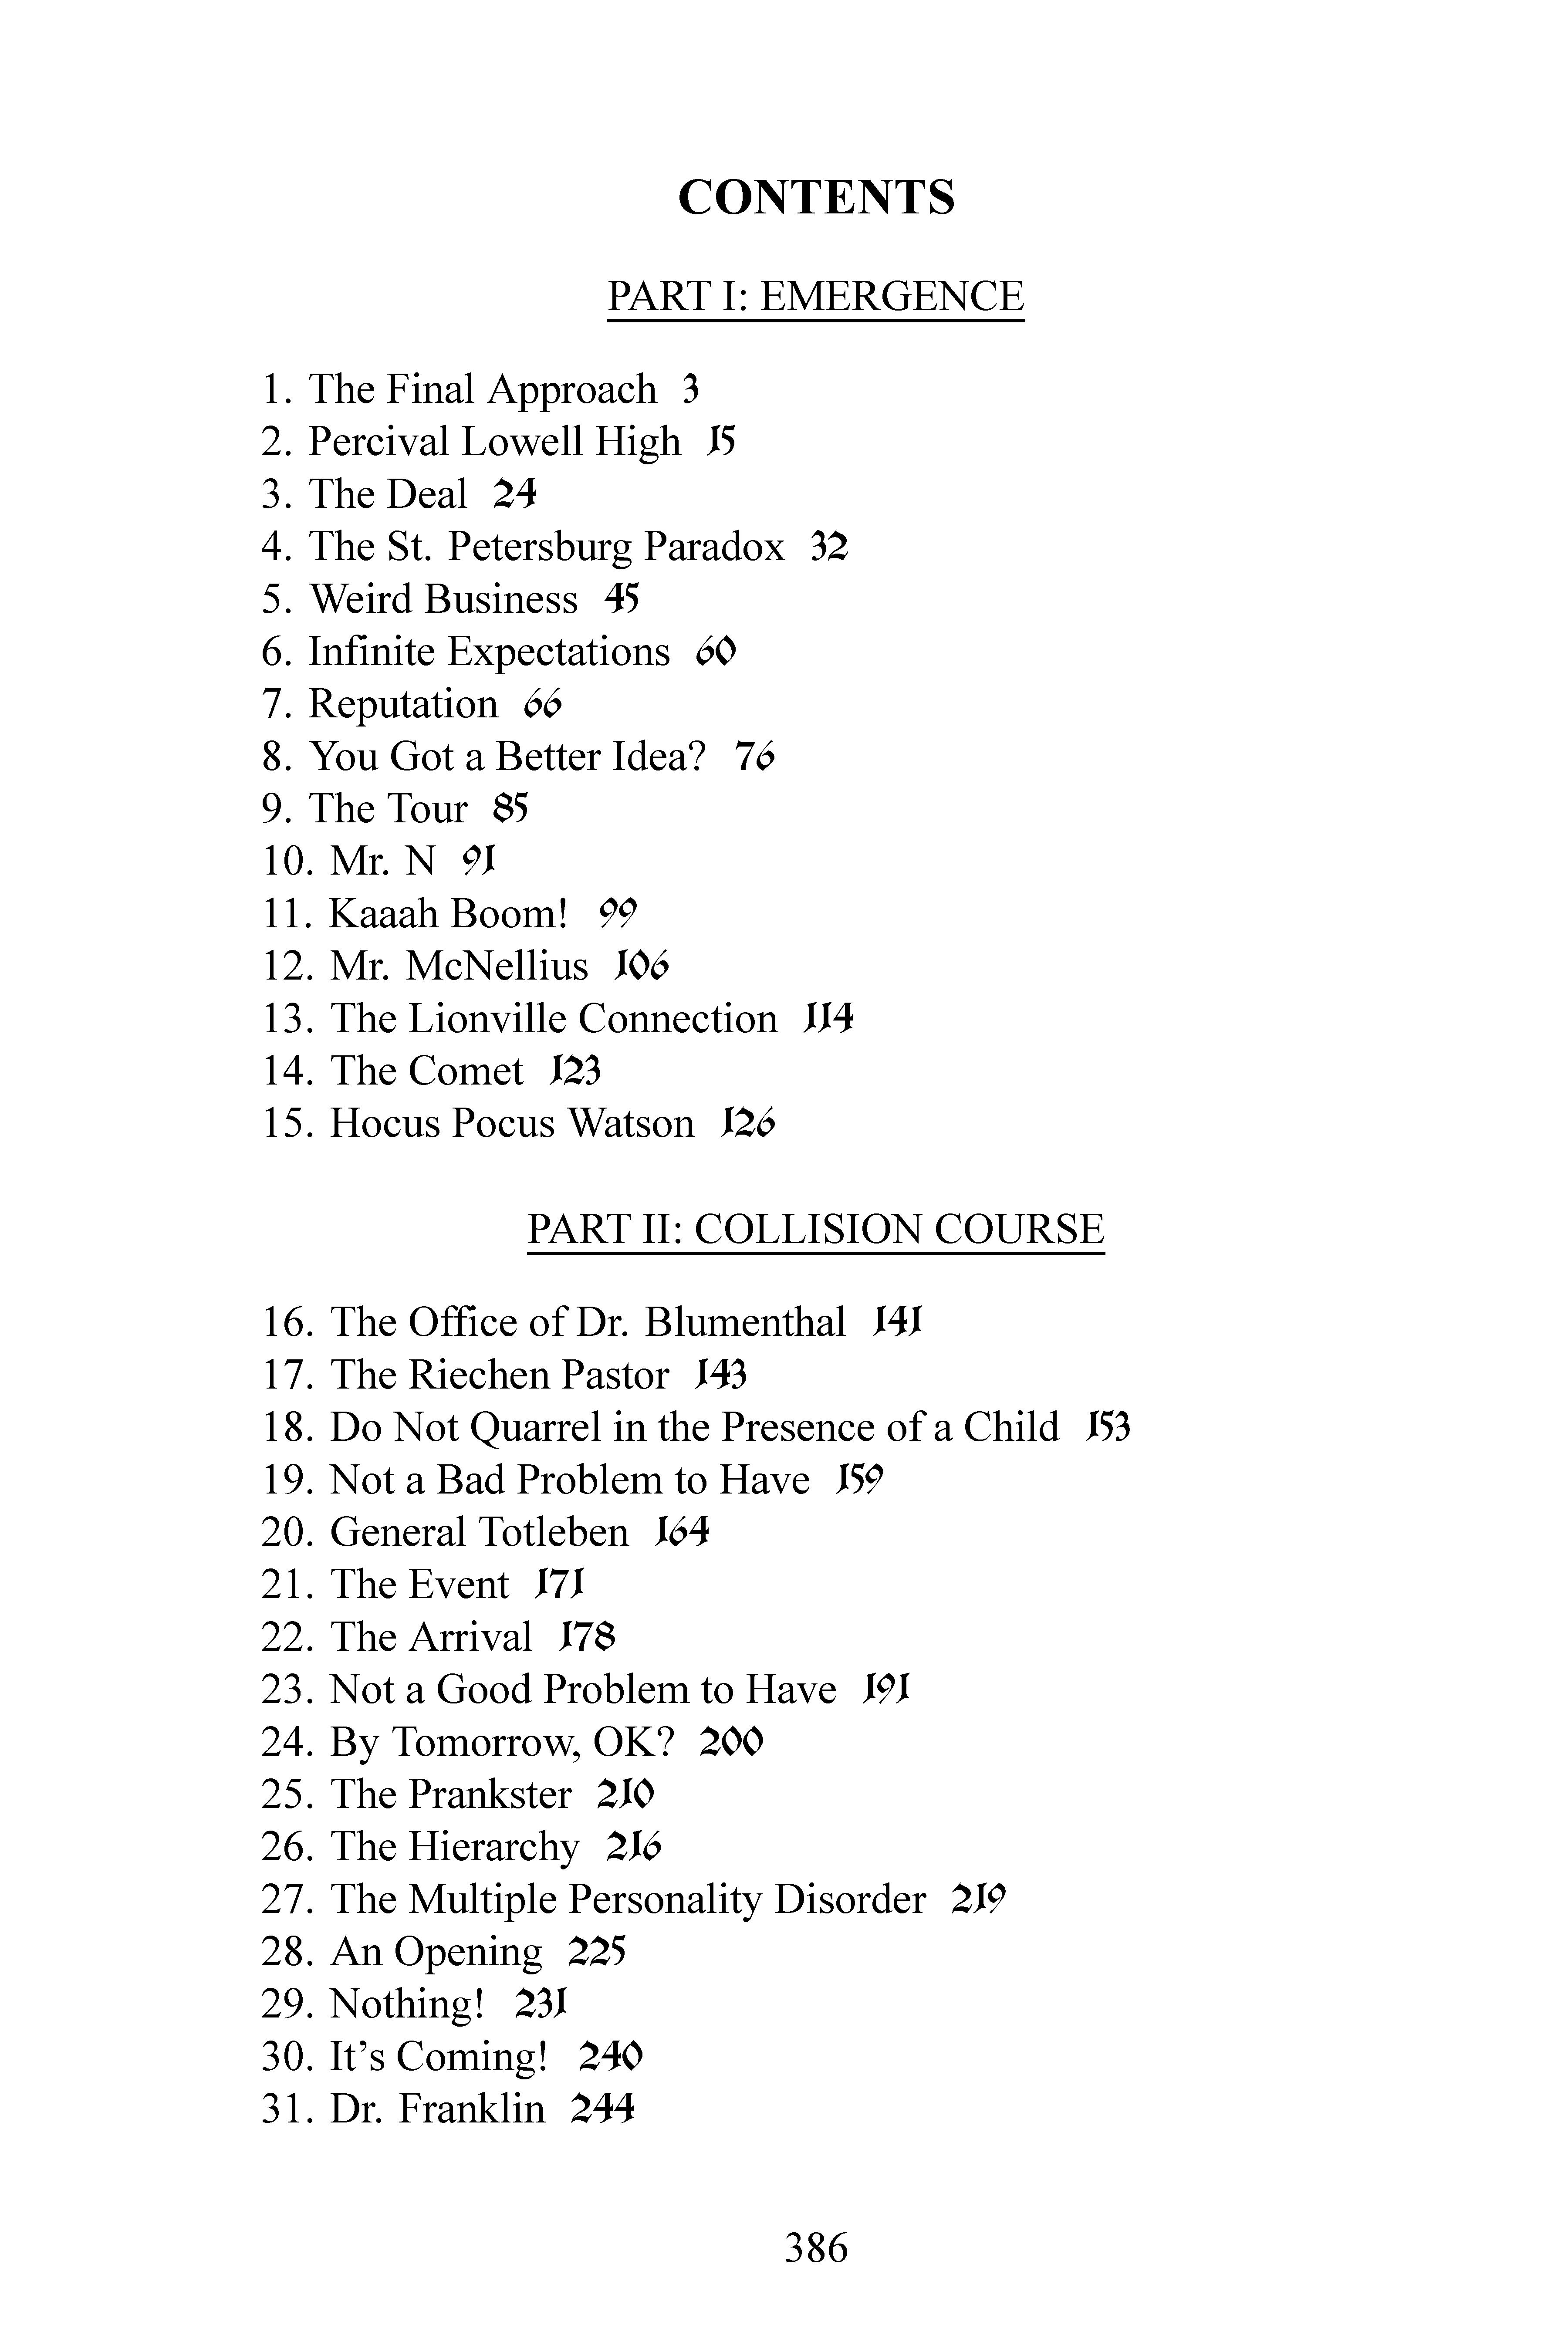 CONTENTS
PART I: EMERGENCE
1. The Final Approach 3
2. Percival Lowell High 15
3. The Deal 24
4. The St. Petersburg Paradox 32
5. Weird Business 45
6. Infinite Expectations 60
7. Reputation 66
8. You Got a Better Idea? 76
9. The Tour 85
10. Mr. N 91
11. Kaaah Boom! 99
12. Mr. McNellius 106
13. The Lionville Connection 114
14. The Comet 123
15. Hocus Pocus Watson 126
PART II: COLLISION COURSE
16. The Office of Dr. Blumenthal 141
17. The Riechen Pastor 143
18. Do Not Quarrel in the Presence of a Child 153
19. Not a Bad Problem to Have 159
20. General Totleben 164
21. The Event 171
22. The Arrival 178
23. Not a Good Problem to Have 191
24. By Tomorrow, OK? 200
25. The Prankster 210
26. The Hierarchy 216
27. The Multiple Personality Disorder 219
28. An Opening 225
29. Nothing! 231
30. It’s Coming! 240
31. Dr. Franklin 244
386